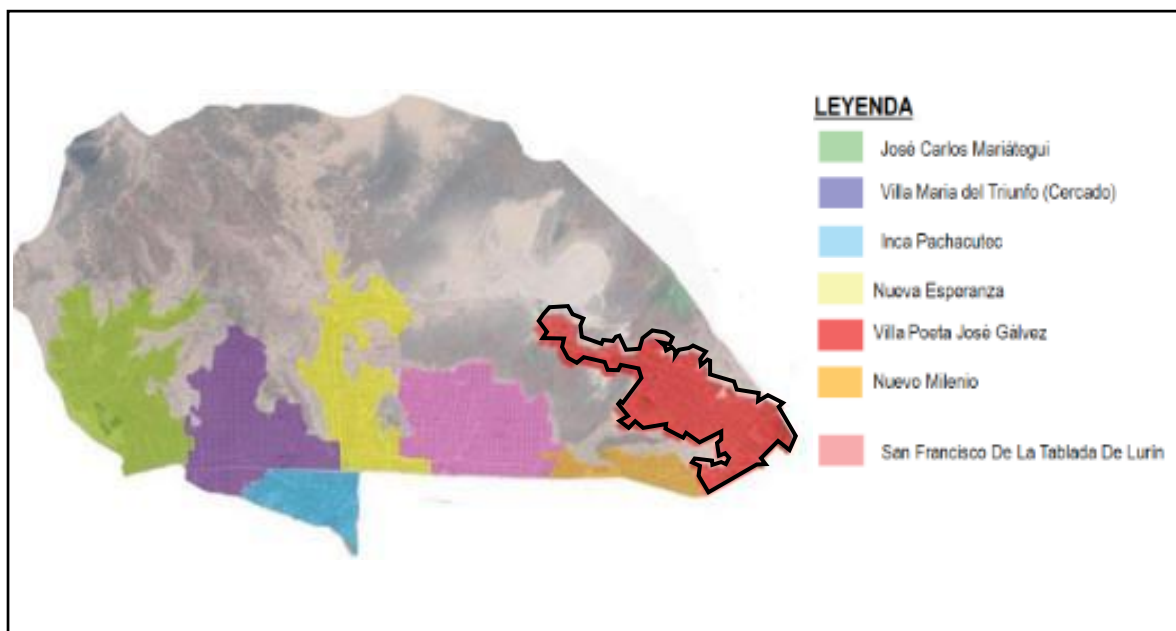 LEYENDA
José Carlos Mariátegui
Villa Maria del Triunfo (Cercado)
Inca Pachacutec
Nueva Esperanza
Villa Poeta José Gálvez
Nuevo Milenio
San Francisco De La Tablada De Lurin